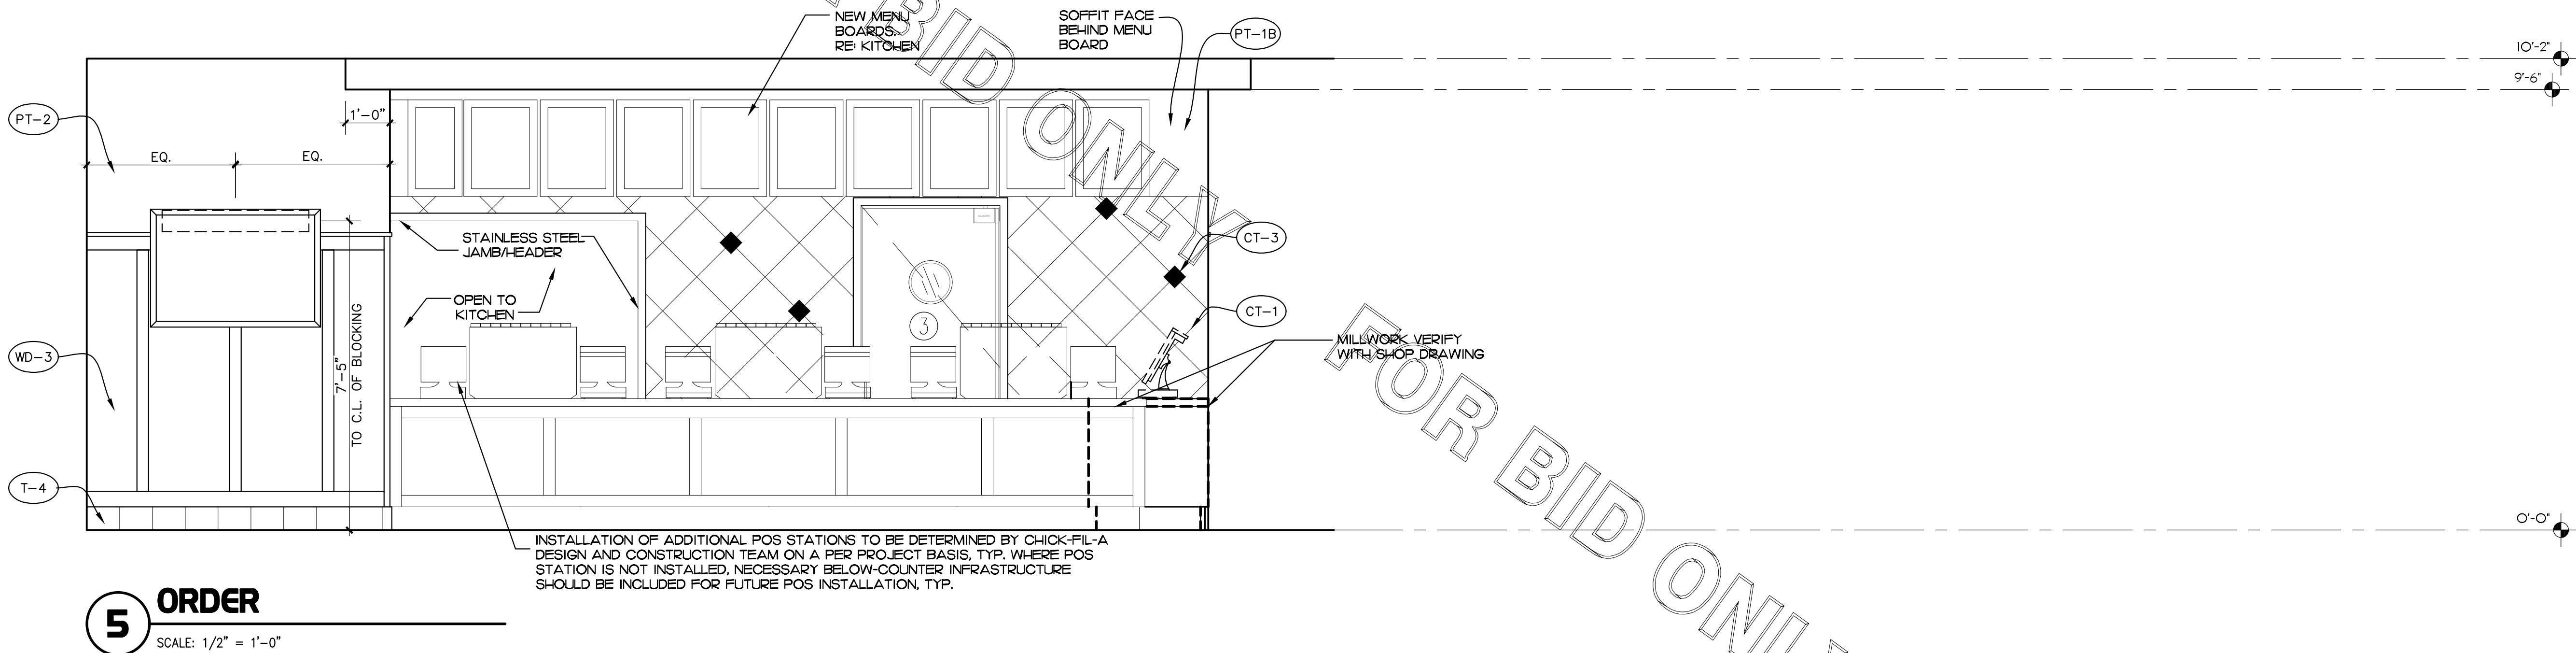 NEW MENU
BOARDS.
RE: KITCHEN
SOFFIT FACE
BEHIND MENU
BOARD
PT-1B
10'-2"
9'-6"
PT-2
1'-0"
EQ.
EQ.
STAINLESS STEEL
JAMB/HEADER
CT-3
OPEN TO
KITCHEN
3
CT-1
MILLWORK VERIFY
WITH SHOP DRAWING
WD-3
7'-5"
TO C.L. OF BLOCKING
T-4
0'-0"
INSTALLATION OF ADDITIONAL POS STATIONS TO BE DETERMINED BY CHICK-FIL-A
DESIGN AND CONSTRUCTION TEAM ON A PER PROJECT BASIS, TYP. WHERE POS
STATION IS NOT INSTALLED, NECESSARY BELOW-COUNTER INFRASTRUCTURE
SHOULD BE INCLUDED FOR FUTURE POS INSTALLATION, TYP.
5
ORDER
SCALE: 1/2" = 1'-0"
BID ONLY
FOR BID ONLY